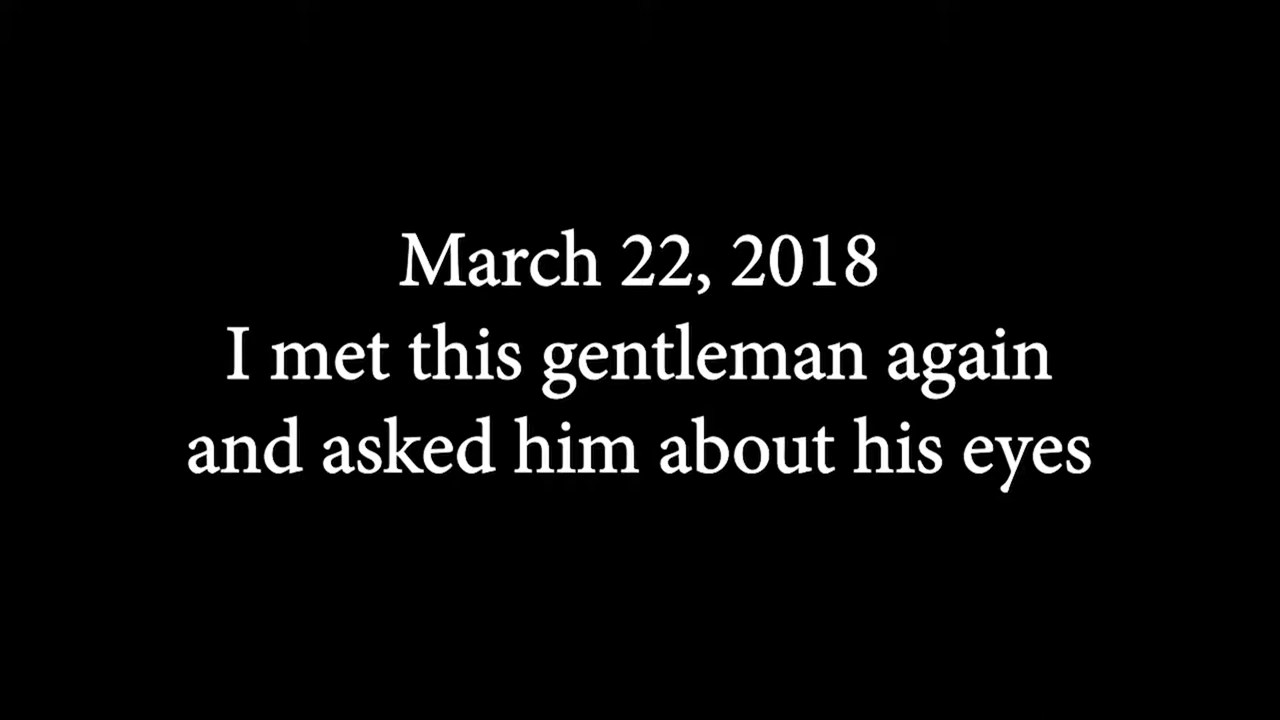 March 22, 2018
I met this gentleman again
and asked him about his eyes